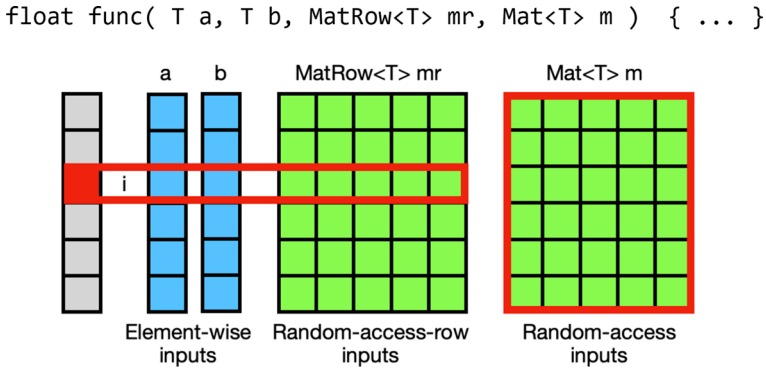 float func( T a, T b, MatRow<T> mr, Mat<T> m )  { ... }
a b MatRow<T> mr Mat<T> m
i
Element-wise Random-access-row Random-access
inputs inputs inputs